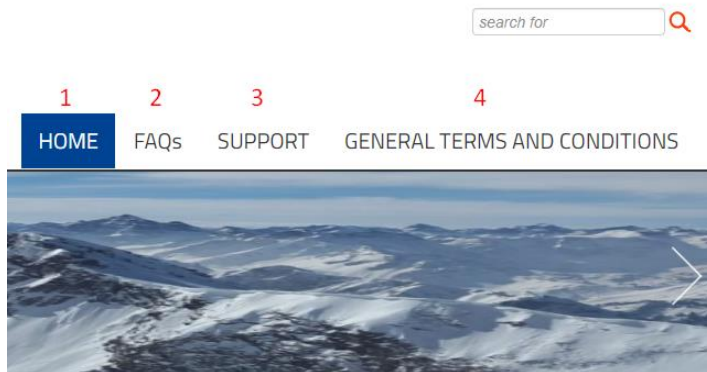 search for
1 2 3 4
HOME FAQs SUPPORT GENERAL TERMS AND CONDITIONS